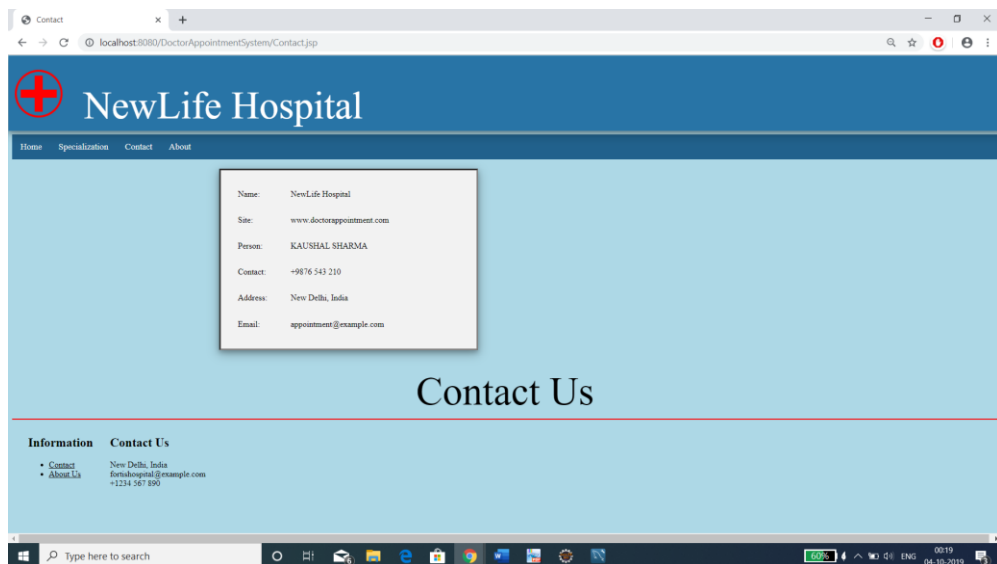 Contact
localhost:8080/DoctorAppointmentSystem/Contact.jsp
NewLife Hospital
Home Specialization Contact About
Name: NewLife Hospital
Site: www.doctorappointment.com
Person: KAUSHAL SHARMA
Contact: +9876 543 210
Address: New Delhi, India
Email: appointment@example.com
Contact Us
Information
• Contact
• About Us
Contact Us
New Delhi, India
fortishospital@example.com
+1234 567 890
Type here to search
60%
ENG
00:19
04-10-2019